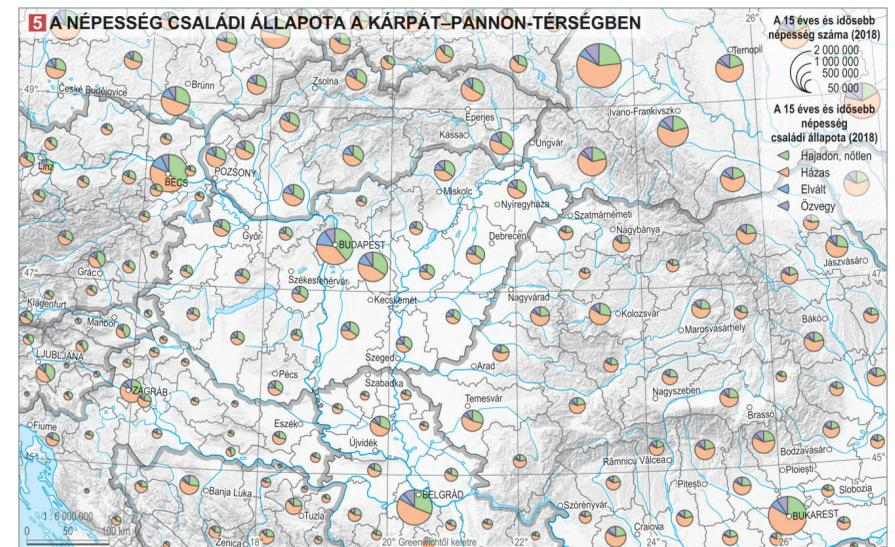 5 A NÉPESSÉG CSALÁDI ÁLLAPOTA A KÁRPÁT–PANNON-TÉRSÉGBEN
A 15 éves és idősebb
népesség száma (2018)
2 000 000
1 000 000
500 000
50 000
A 15 éves és idősebb
népesség
családi állapota (2018)
Hajadon, nőtlen
Házas
Elvált
Özvegy
26°
Ternopil
49°
České Budějovice
Brünn
Zsolna
Eperjes
Ivano-Frankivszk
Kassa
Ungvár
Linz
BÉCS
POZSONY
Miskolc
Nyíregyháza
Szatmárnémeti
Nagybánya
Győr
BUDAPEST
Debrecen
Jászvásár
47°
47°
Grác
Székesfehérvár
Kecskemét
Nagyvárad
Kolozsvár
Klagenfurt
Maribor
Marosvásárhely
Bákó
LJUBLJANA
Pécs
Szeged
Arad
Szabadka
Nagyszeben
ZÁGRÁB
Temesvár
Brassó
Fiume
Eszék
Újvidék
45°
45°
Bodzavásár
Râmnicu Vâlcea
Ploiești
Pitești
Slobozia
Banja Luka
BELGRÁD
Tuzla
Szörényvár
BUKAREST
Craiova
1 : 6 000 000
0 50 100 km
Zenica
18°
20° Greenwichtől keletre
22°
24°
26°